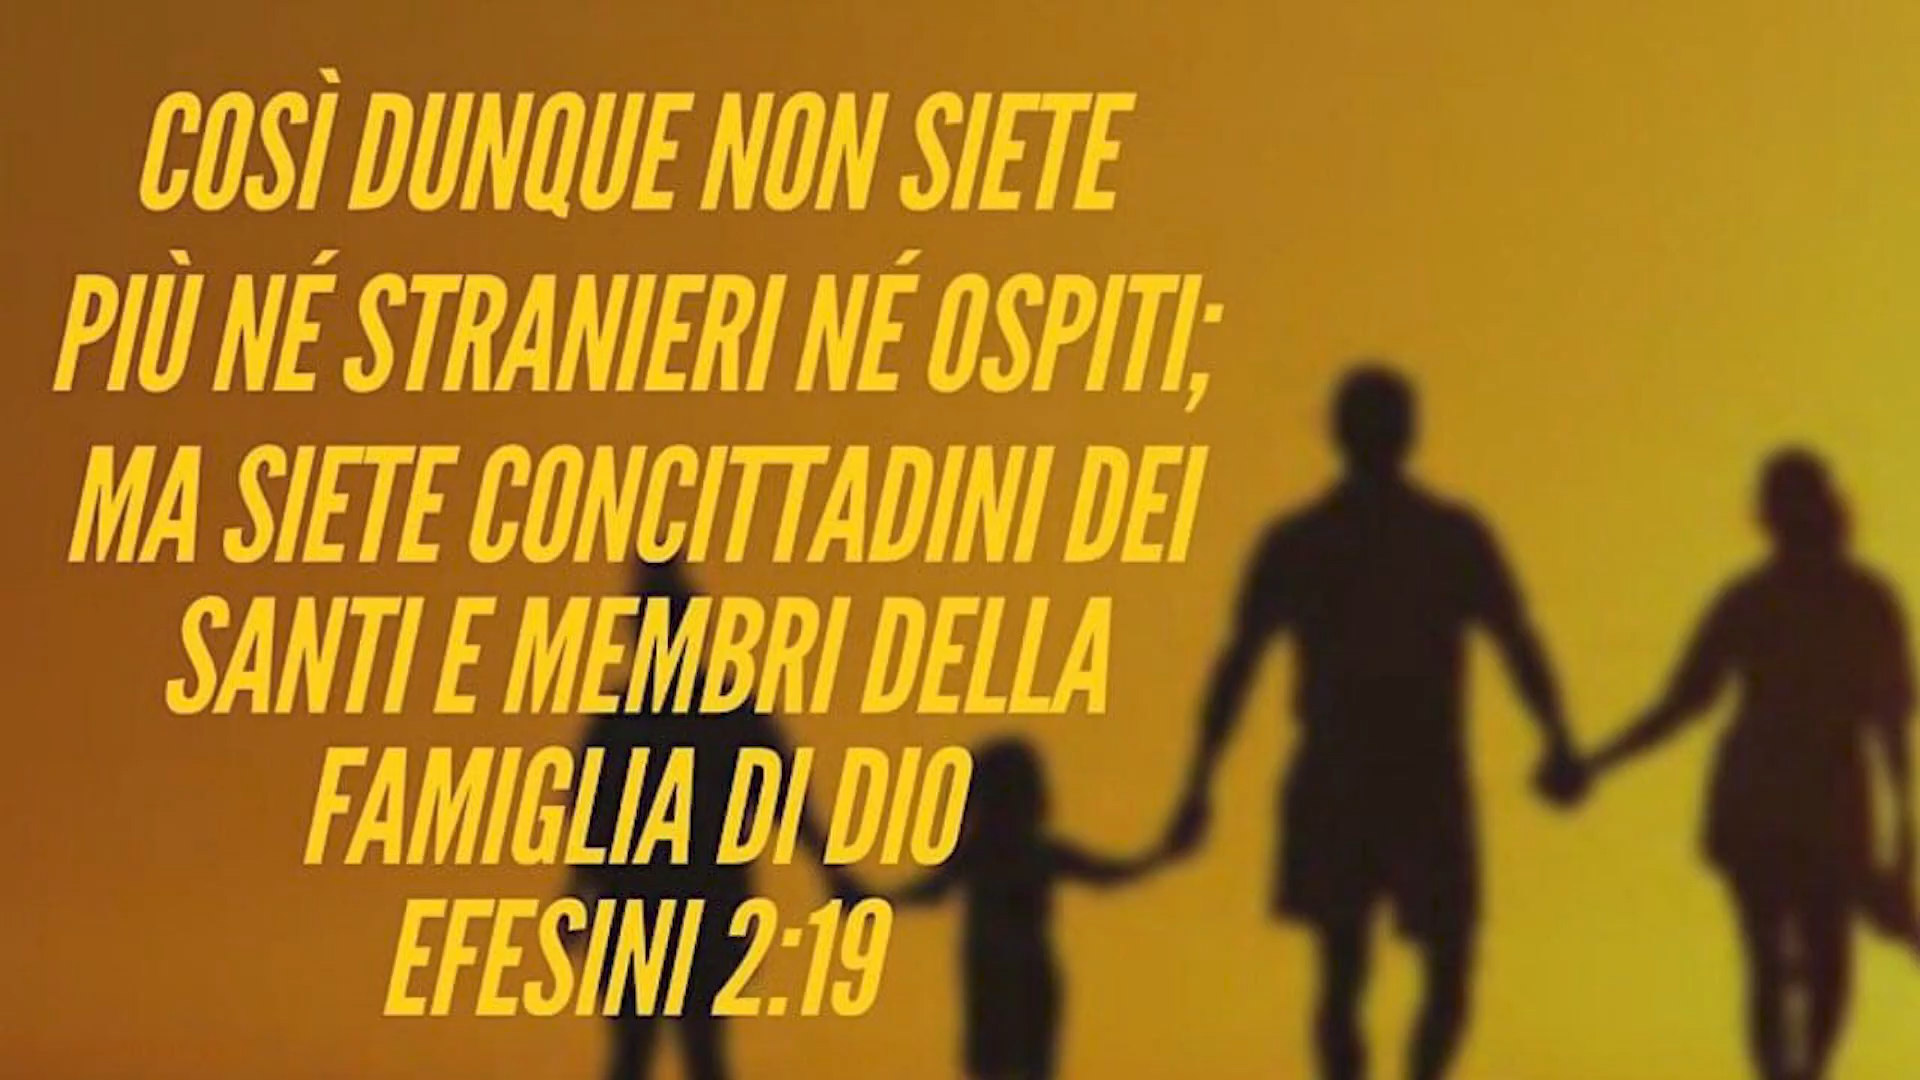 COSÌ DUNQUE NON SIETE
PIÙ NÉ STRANIERI NÉ OSPITI;
MA SIETE CONCITTADINI DEI
SANTI E MEMBRI DELLA
FAMIGLIA DI DIO
EFESINI 2:19